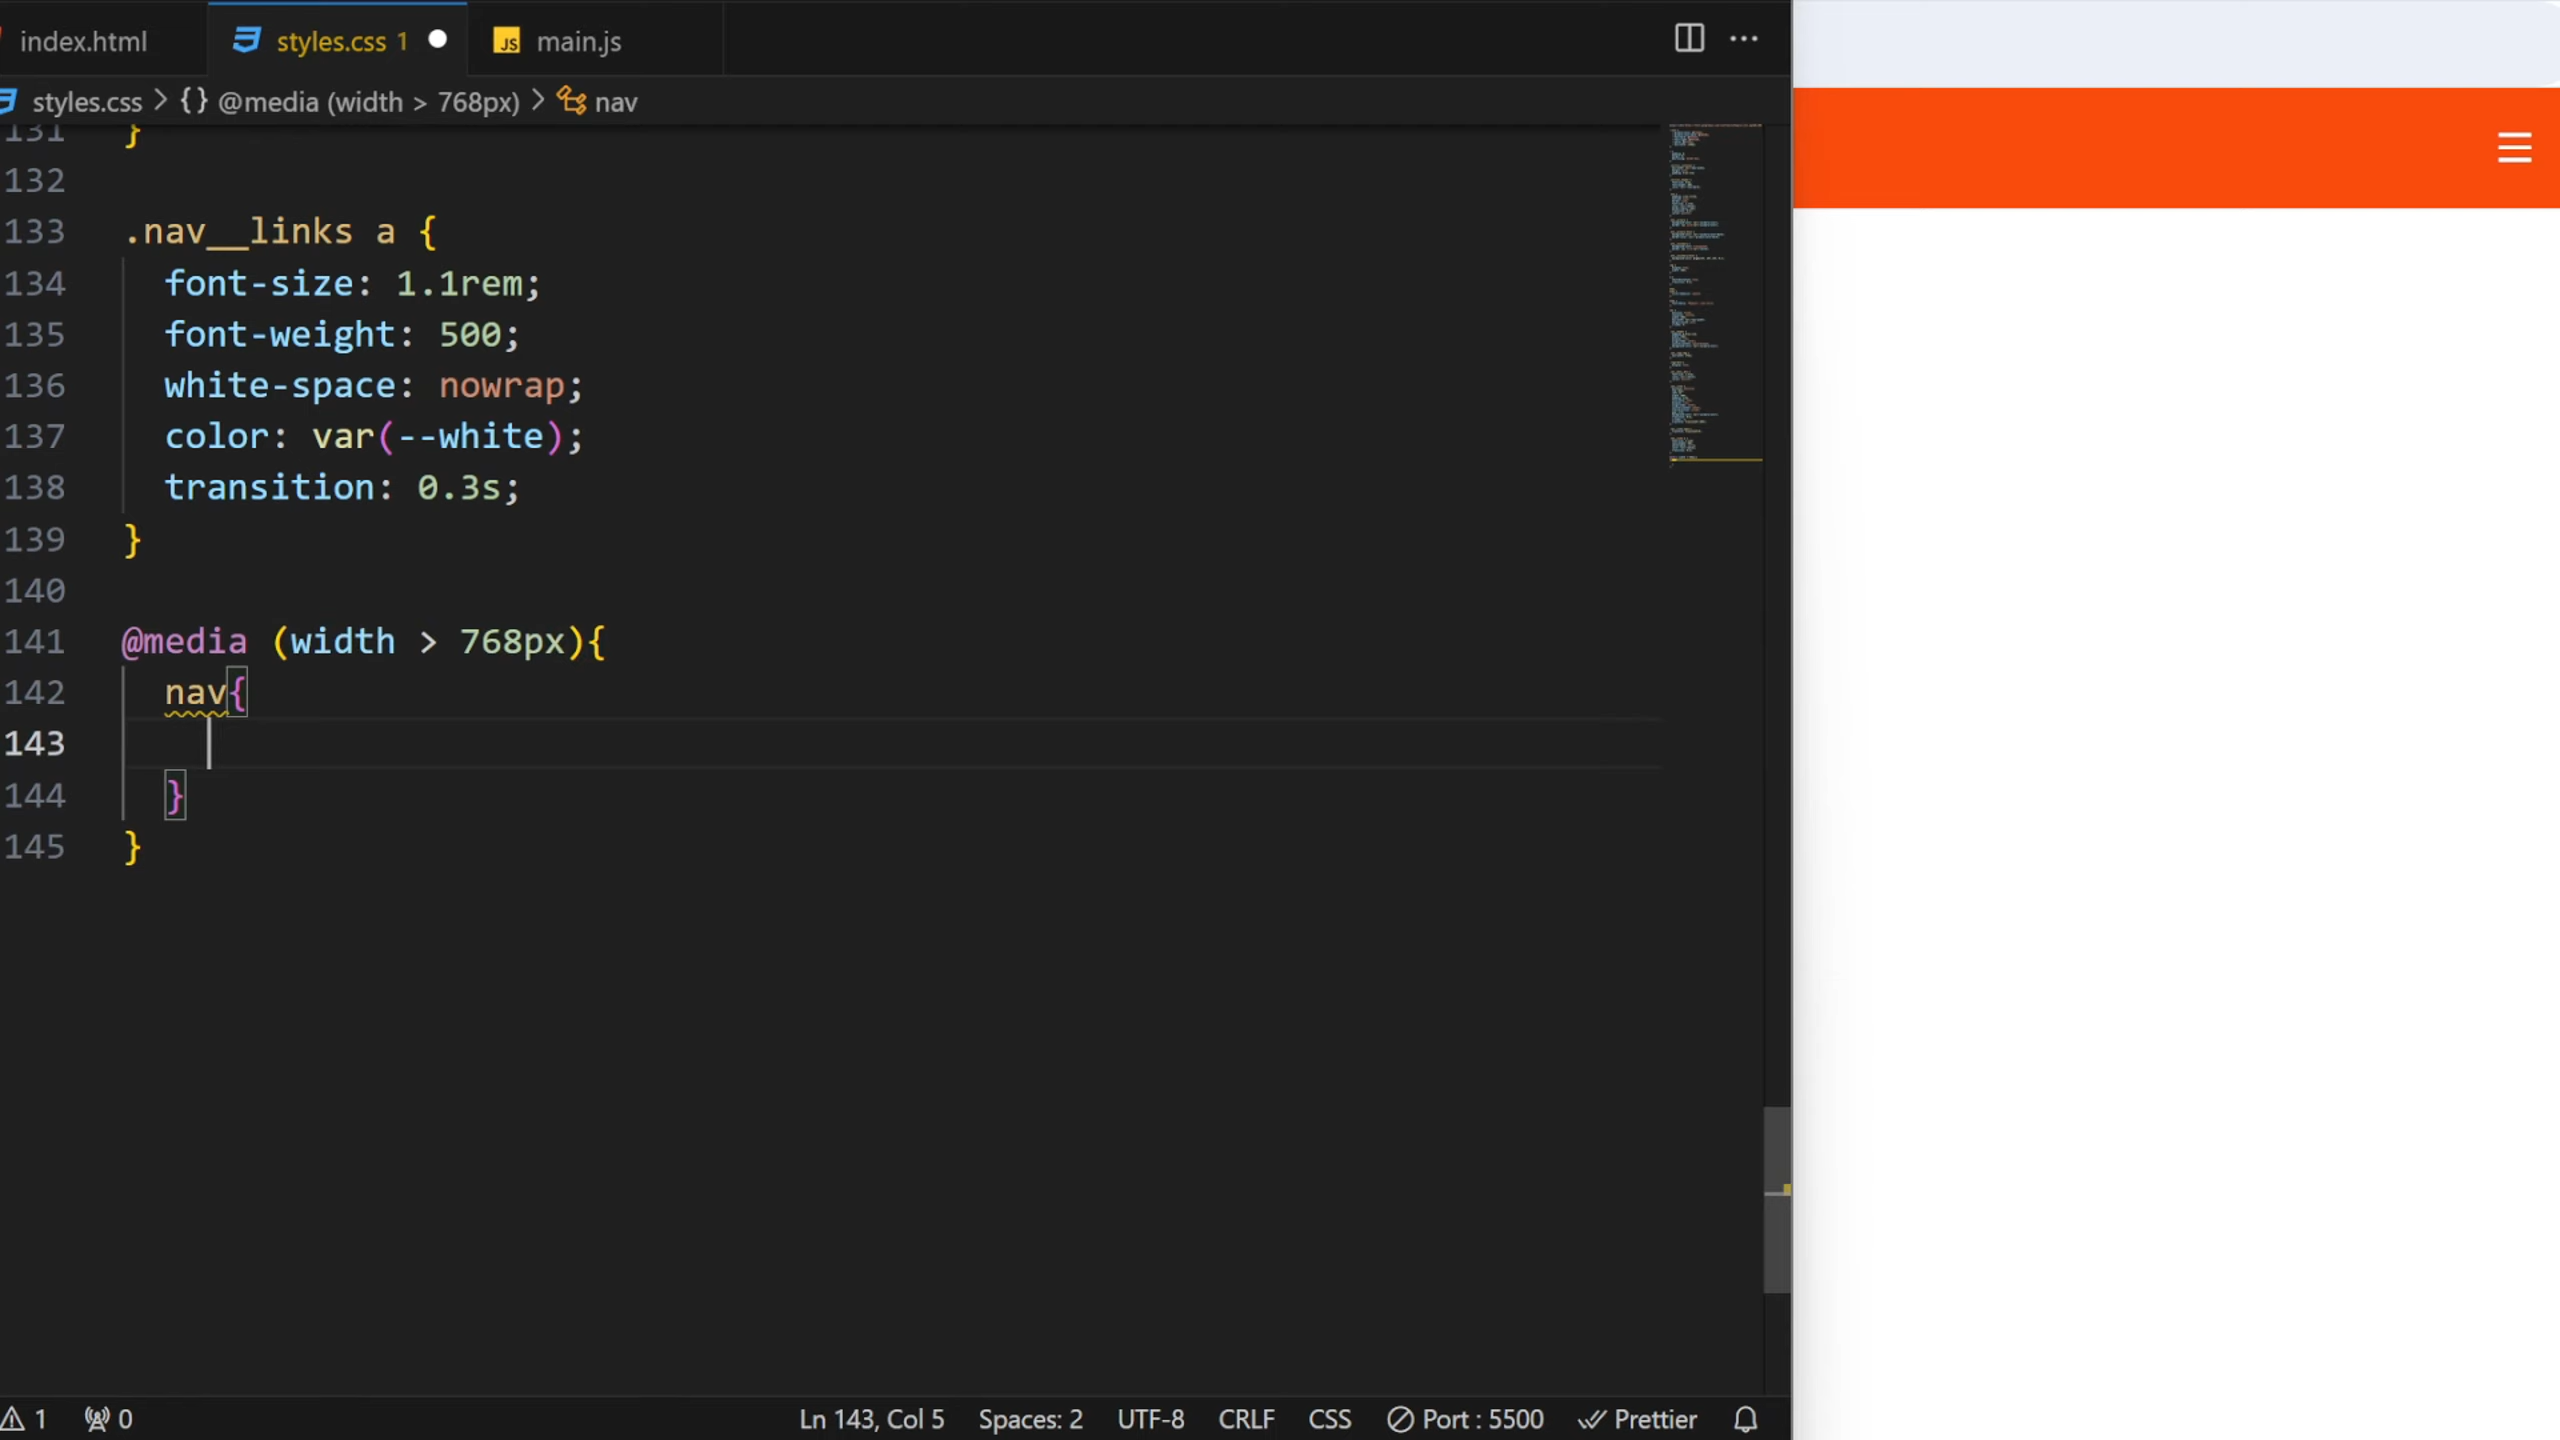 index.html styles.css 1 main.js
styles.css > {} @media (width > 768px) > nav
131 }
132
133 .nav__links a {
134 font-size: 1.1rem;
135 font-weight: 500;
136 white-space: nowrap;
137 color: var(--white);
138 transition: 0.3s;
139 }
140
141 @media (width > 768px){
142 nav{
143
144 }
145 }
1 0 Ln 143, Col 5 Spaces: 2 UTF-8 CRLF CSS Port : 5500 Prettier